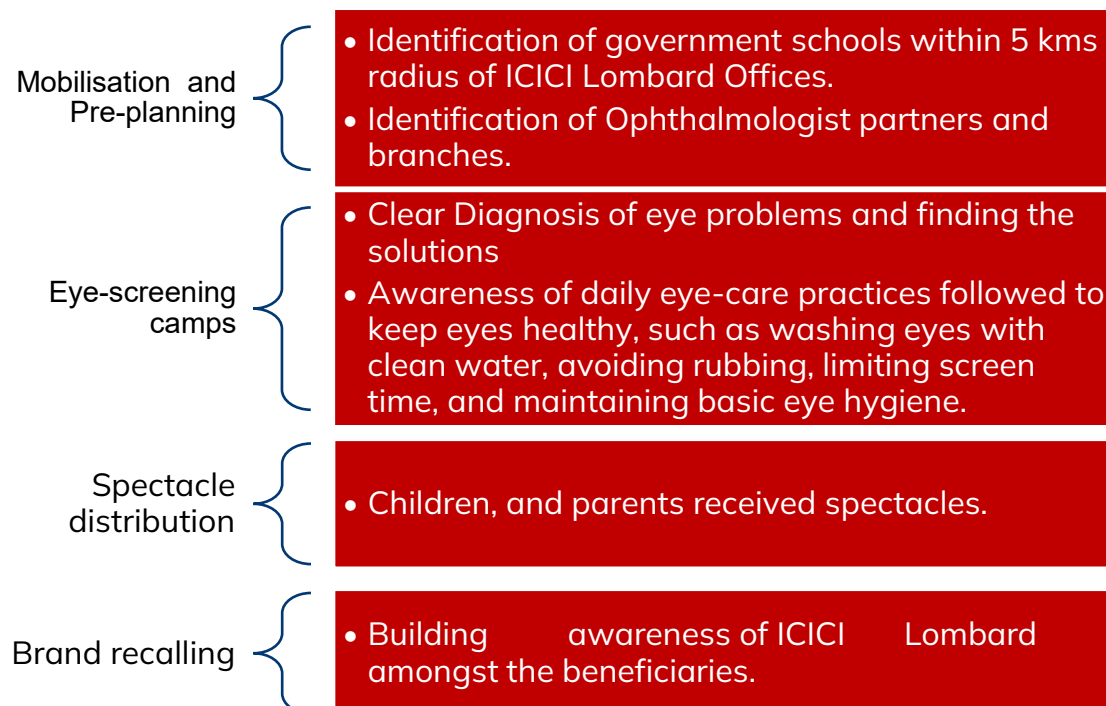 Mobilisation and
Pre-planning
• Identification of government schools within 5 kms
radius of ICICI Lombard Offices.
• Identification of Ophthalmologist partners and
branches.
Eye-screening
camps
• Clear Diagnosis of eye problems and finding the
solutions
• Awareness of daily eye-care practices followed to
keep eyes healthy, such as washing eyes with
clean water, avoiding rubbing, limiting screen
time, and maintaining basic eye hygiene.
Spectacle
distribution
• Children, and parents received spectacles.
Brand recalling
• Building awareness of ICICI Lombard
amongst the beneficiaries.